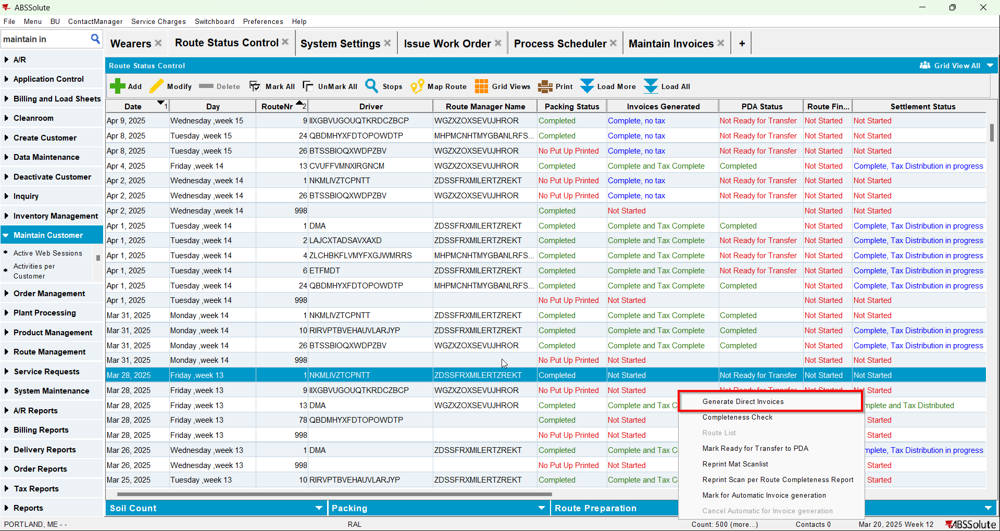 ABSSolute
File Menu BU ContactManager Service Charges Switchboard Preferences Help
maintain in
Wearers Route Status Control System Settings Issue Work Order Process Scheduler Maintain Invoices +
Route Status Control Grid View All
Add Modify Delete Mark All UnMark All Stops Map Route Grid Views Print Load More Load All
A/R
Application Control
Billing and Load Sheets
Cleanroom
Create Customer
Data Maintenance
Deactivate Customer
Inquiry
Inventory Management
Maintain Customer
Active Web Sessions
Activities per
Customer
Order Management
Plant Processing
Product Management
Route Management
Service Requests
System Maintenance
A/R Reports
Billing Reports
Delivery Reports
Order Reports
Tax Reports
Reports
Date 1 Day RouteNr 2 Driver Route Manager Name Packing Status Invoices Generated PDA Status Route Fin... Settlement Status
Apr 9, 2025 Wednesday ,week 15 9 IIXGBVUGOUQTKRDCZBCP WGZXZOXSEVUJHROR Completed Complete, no tax Not Ready for Transfer Not Started Not Started
Apr 8, 2025 Tuesday ,week 15 24 QBDMHYXFDTOPOWDTP MHPMCNHTMYGBANLRFS... Completed Complete, no tax Not Ready for Transfer Not Started Not Started
Apr 8, 2025 Tuesday ,week 15 26 BTSSBIOQXWDPZBV WGZXZOXSEVUJHROR No Put Up Printed Complete, no tax Not Ready for Transfer Not Started Not Started
Apr 4, 2025 Friday ,week 14 13 CVUFFVMNXIRGNCM WGZXZOXSEVUJHROR Completed Complete and Tax Complete Completed Not Started Complete, Tax Distribution in progress
Apr 2, 2025 Wednesday ,week 14 1 NKMLIVZTCPNTT ZDSSFRXMILERTZREKT No Put Up Printed Complete, no tax Not Ready for Transfer Not Started Not Started
Apr 2, 2025 Wednesday ,week 14 26 BTSSBIOQXWDPZBV WGZXZOXSEVUJHROR No Put Up Printed Complete, no tax Not Ready for Transfer Not Started Not Started
Apr 2, 2025 Wednesday ,week 14 998 Completed Not Started Not Started Not Started
Apr 1, 2025 Tuesday ,week 14 1 DMA ZDSSFRXMILERTZREKT Completed Complete and Tax Complete Completed Not Started Complete, Tax Distribution in progress
Apr 1, 2025 Tuesday ,week 14 2 LAJCXTADSAVXAXD ZDSSFRXMILERTZREKT Completed Complete and Tax Complete Not Ready for Transfer Not Started Complete, Tax Distribution in progress
Apr 1, 2025 Tuesday ,week 14 4 ZLCHBKFLVMYFXGJWMRRS MHPMCNHTMYGBANLRFS... Completed Complete and Tax Complete Not Ready for Transfer Not Started Complete, Tax Distribution in progress
Apr 1, 2025 Tuesday ,week 14 6 ETFMDT ZDSSFRXMILERTZREKT Completed Complete and Tax Complete Not Ready for Transfer Not Started Complete, Tax Distribution in progress
Apr 1, 2025 Tuesday ,week 14 24 QBDMHYXFDTOPOWDTP MHPMCNHTMYGBANLRFS... Completed Complete and Tax Complete Completed Not Started Complete, Tax Distribution in progress
Apr 1, 2025 Tuesday ,week 14 998 No Put Up Printed Not Started Not Started Not Started
Mar 31, 2025 Monday ,week 14 1 NKMLIVZTCPNTT ZDSSFRXMILERTZREKT Completed Complete and Tax Complete Completed Not Started Not Started
Mar 31, 2025 Monday ,week 14 10 RIRVPTBVEHAUVLARJYP ZDSSFRXMILERTZREKT Completed Complete and Tax Complete Completed Not Started Complete, Tax Distribution in progress
Mar 31, 2025 Monday ,week 14 26 BTSSBIOQXWDPZBV WGZXZOXSEVUJHROR Completed Complete and Tax Complete Completed Not Started Complete, Tax Distribution in progress
Mar 31, 2025 Monday ,week 14 998 No Put Up Printed Not Started Not Started Not Started
Mar 28, 2025 Friday ,week 13 1 NKMLIVZTCPNTT ZDSSFRXMILERTZREKT Completed Not Started Not Ready for Transfer Not Started Not Started
Mar 28, 2025 Friday ,week 13 9 IIXGBVUGOUQTKRDCZBCP WGZXZOXSEVUJHROR No Put Up Printed Not Started Not Ready for Transfer Not Started Not Started
Mar 28, 2025 Friday ,week 13 13 DMA WGZXZOXSEVUJHROR Completed Complete and Tax C mplete and Tax Distributed
Mar 28, 2025 Friday ,week 13 78 QBDMHYXFDTOPOWDTP Completed Not Started Started
Mar 28, 2025 Friday ,week 13 998 No Put Up Printed Not Started Started
Mar 26, 2025 Wednesday ,week 13 1 DMA ZDSSFRXMILERTZREKT Completed Complete and Tax C mplete, Tax Distribution in progress
Mar 26, 2025 Wednesday ,week 13 998 No Put Up Printed Not Started Started
Mar 25, 2025 Tuesday ,week 13 10 RIRVPTBVEHAUVLARJYP ZDSSFRXMILERTZREKT Completed Complete and Tax C Started
Generate Direct Invoices
Completeness Check
Route List
Mark Ready for Transfer to PDA
Reprint Mat Scanlist
Reprint Scan per Route Completeness Report
Mark for Automatic Invoice generation
Cancel Automatic for Invoice generation
Soil Count Packing Route Preparation
PORTLAND, ME - - RAL Count: 500 (more...) Contacts 0 Mar 20, 2025 Week 12 ABSSolute